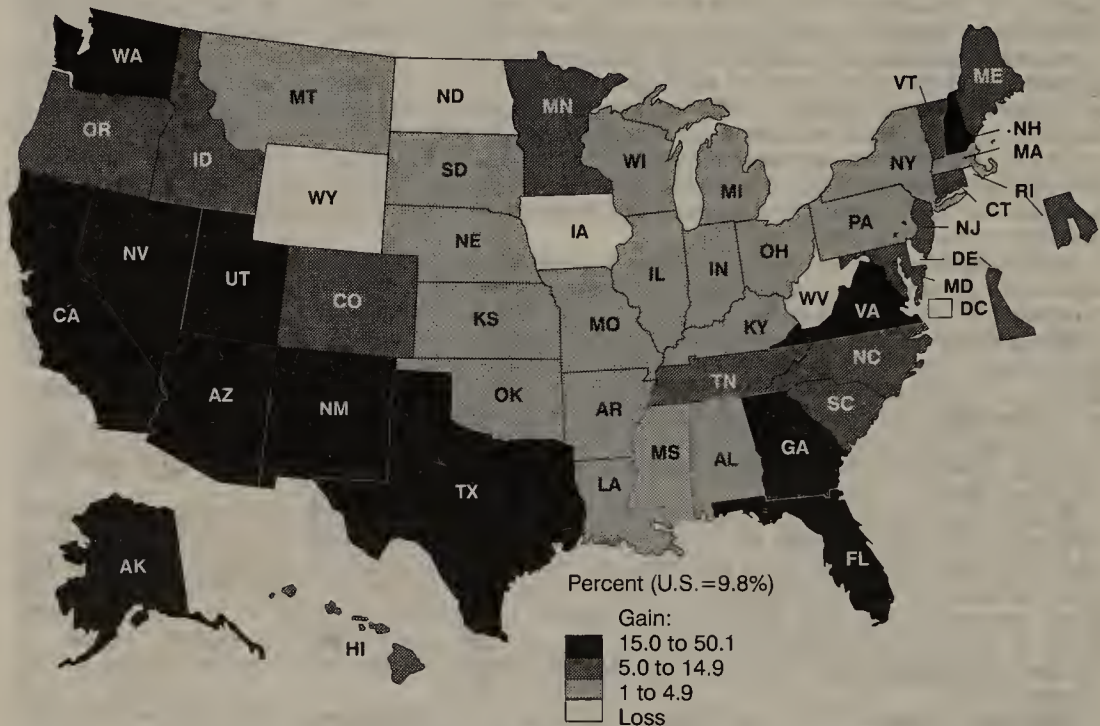 WA
OR
ID
MT
ND
MN
SD
WY
NE
IA
WI
MI
NV
UT
CO
CA
KS
MO
IL
IN
OH
KY
WV
VA
PA
NY
VT
ME
NH
MA
RI
CT
NJ
DE
MD
DC
AZ
NM
OK
AR
TN
NC
SC
TX
LA
MS
AL
GA
FL
AK
HI
Percent (U.S.=9.8%)
Gain:
15.0 to 50.1
5.0 to 14.9
1 to 4.9
Loss